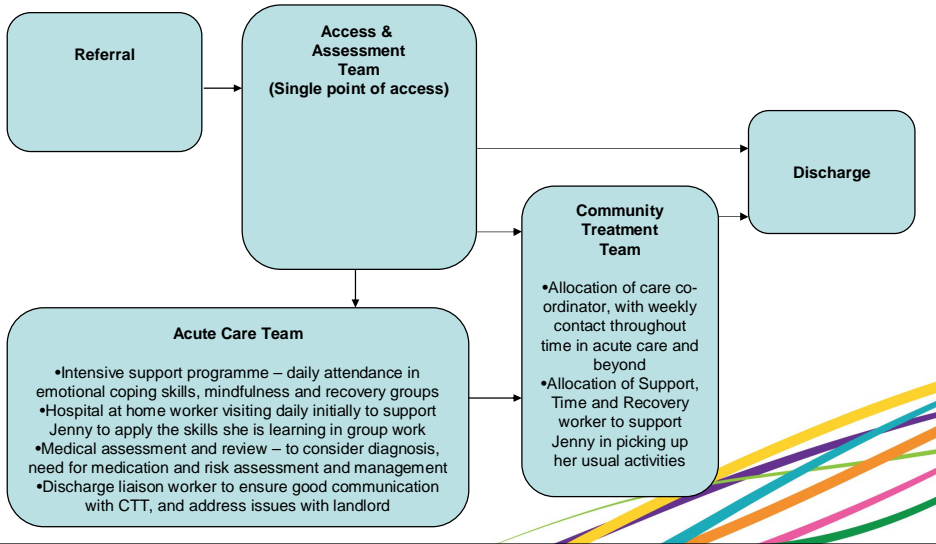 Referral
Access &
Assessment
Team
(Single point of access)
Discharge
Community
Treatment
Team
•Allocation of care co-
ordinator, with weekly
contact throughout
time in acute care and
beyond
•Allocation of Support,
Time and Recovery
worker to support
Jenny in picking up
her usual activities
Acute Care Team
•Intensive support programme – daily attendance in
emotional coping skills, mindfulness and recovery groups
•Hospital at home worker visiting daily initially to support
Jenny to apply the skills she is learning in group work
•Medical assessment and review – to consider diagnosis,
need for medication and risk assessment and management
•Discharge liaison worker to ensure good communication
with CTT, and address issues with landlord